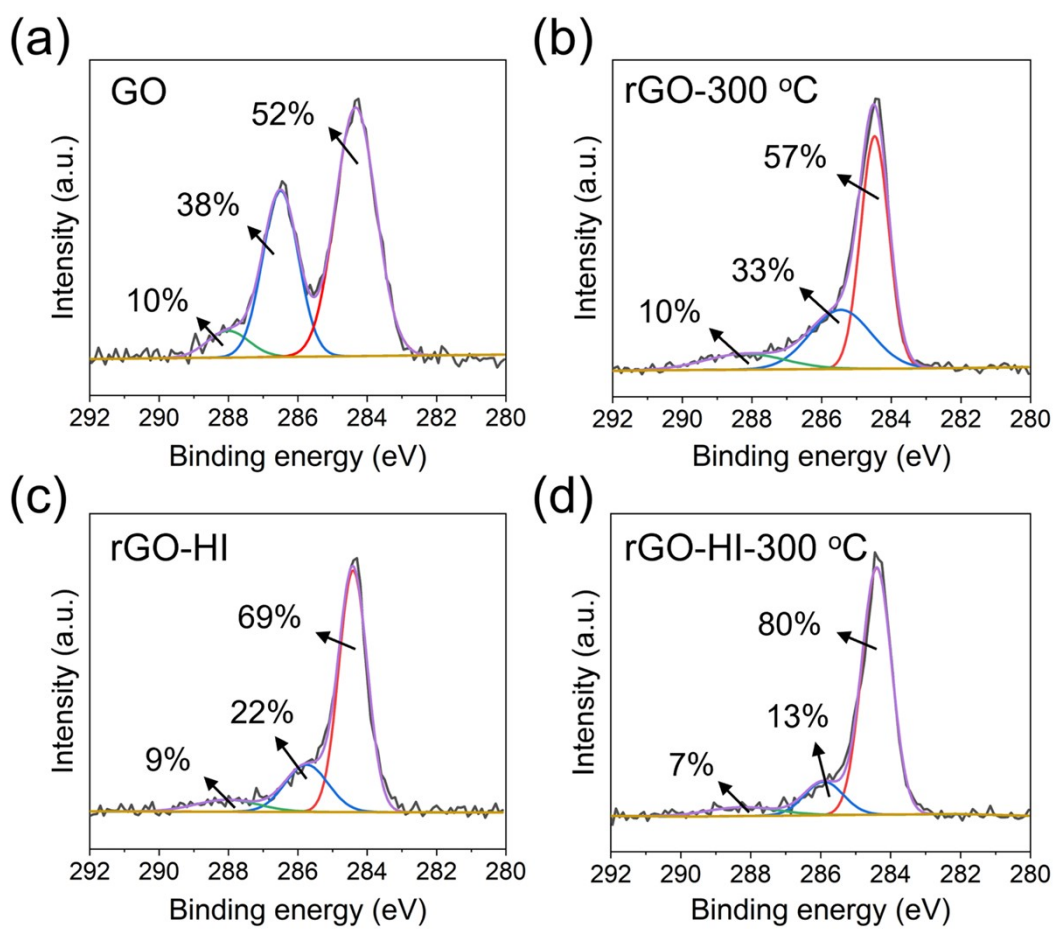 (a)
GO
52%
38%
10%
Intensity (a.u.)
292 290 288 286 284 282 280
Binding energy (eV)
(b)
rGO-300 °C
57%
33%
10%
Intensity (a.u.)
292 290 288 286 284 282 280
Binding energy (eV)
(c)
rGO-HI
69%
22%
9%
Intensity (a.u.)
292 290 288 286 284 282 280
Binding energy (eV)
(d)
rGO-HI-300 °C
80%
13%
7%
Intensity (a.u.)
292 290 288 286 284 282 280
Binding energy (eV)